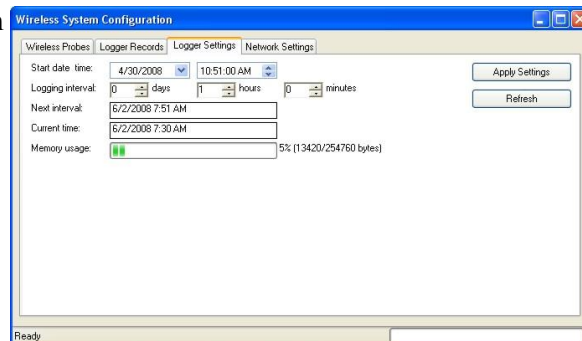 Wireless System Configuration
Wireless Probes Logger Records Logger Settings Network Settings
Start date time: 4/30/2008 10:51:00 AM Apply Settings
Logging interval: 0 days 1 hours 0 minutes Refresh
Next interval: 6/2/2008 7:51 AM
Current time: 6/2/2008 7:30 AM
Memory usage: 5% (13420/254760 bytes)
Ready